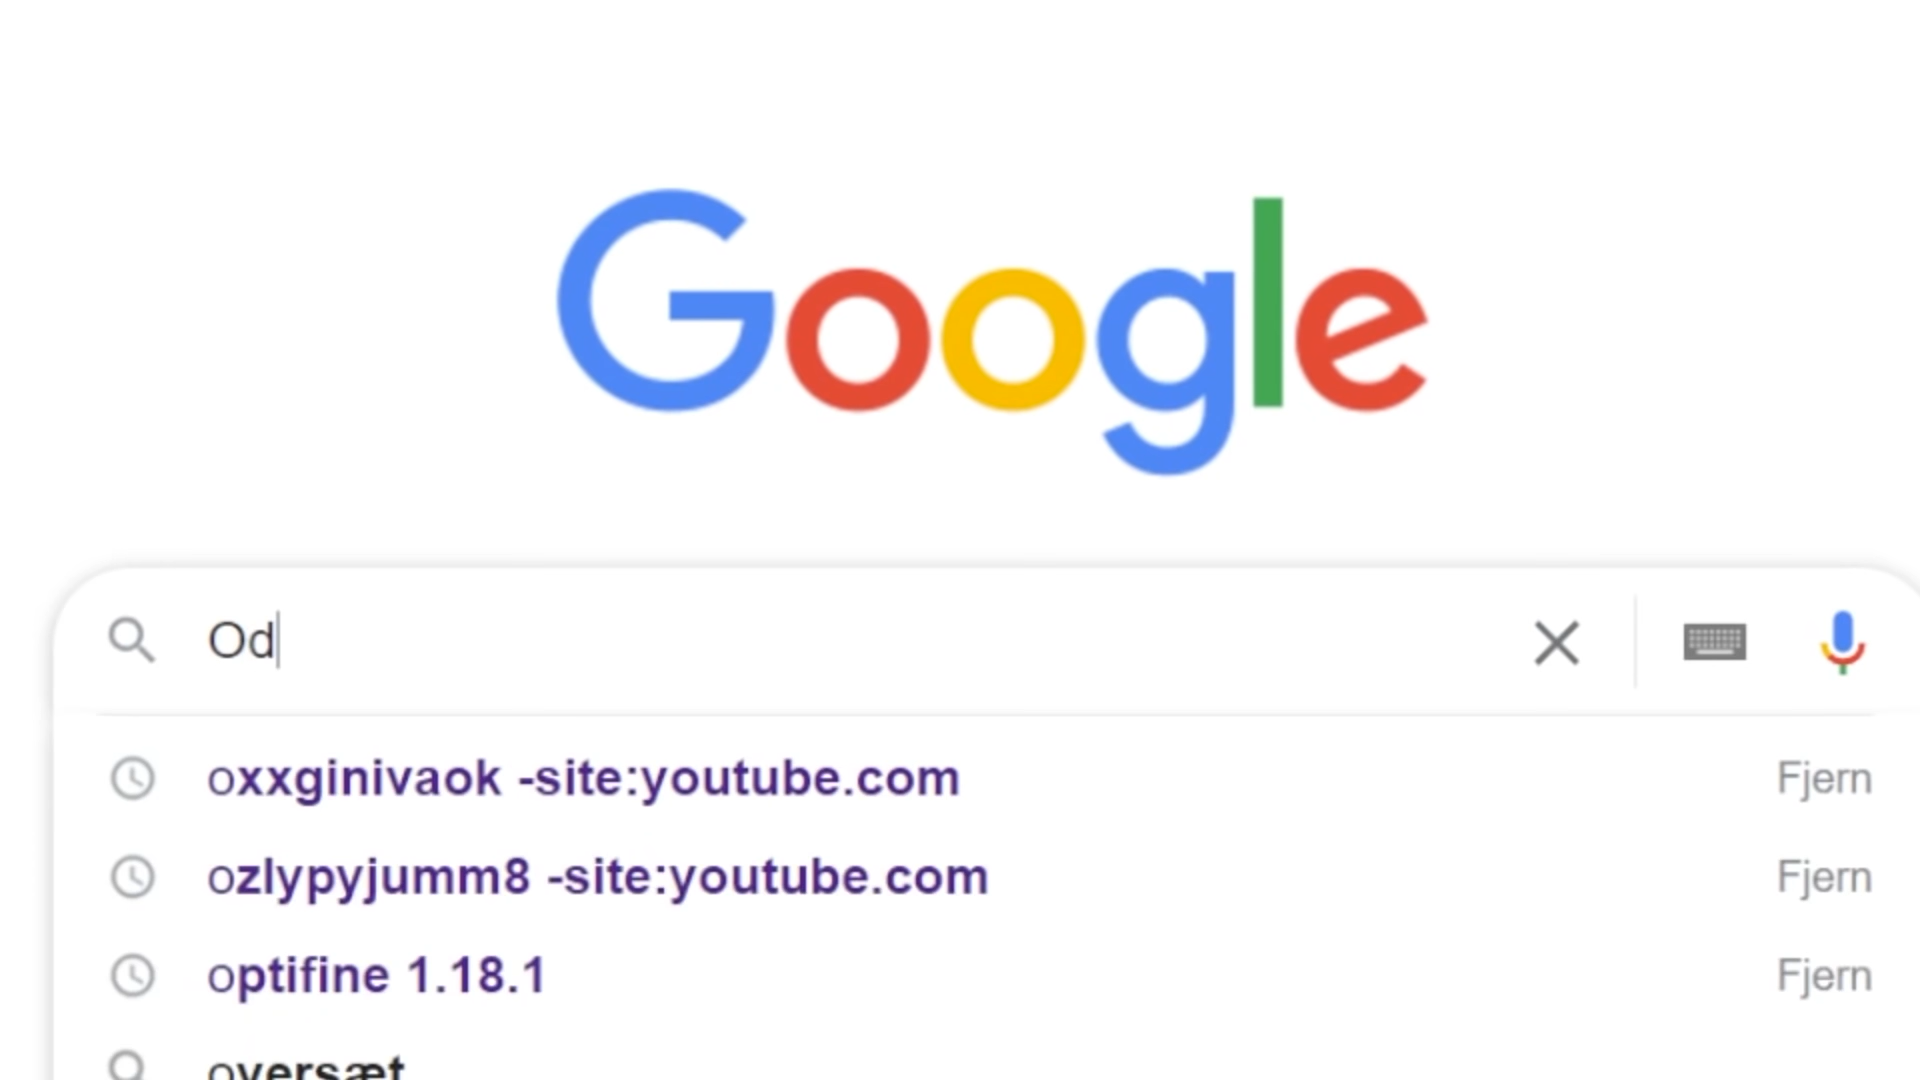 Google
Od
oxxginivaok -site:youtube.com Fjern
ozlypyjumm8 -site:youtube.com Fjern
optifine 1.18.1 Fjern
oversæt